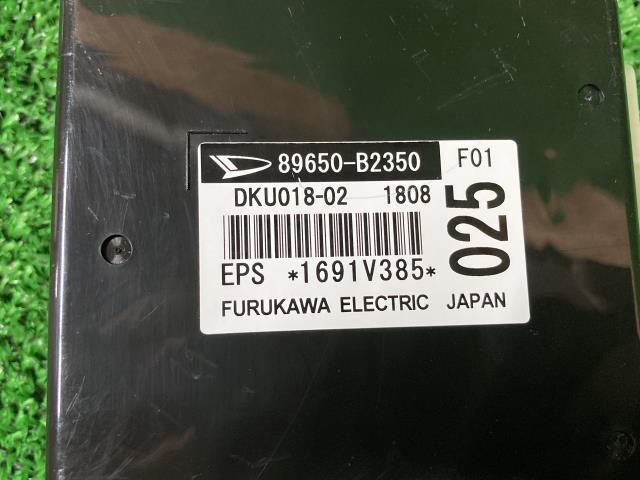 89650-B2350 F01
DKU018-02 1808
025
EPS *1691V385*
FURUKAWA ELECTRIC JAPAN